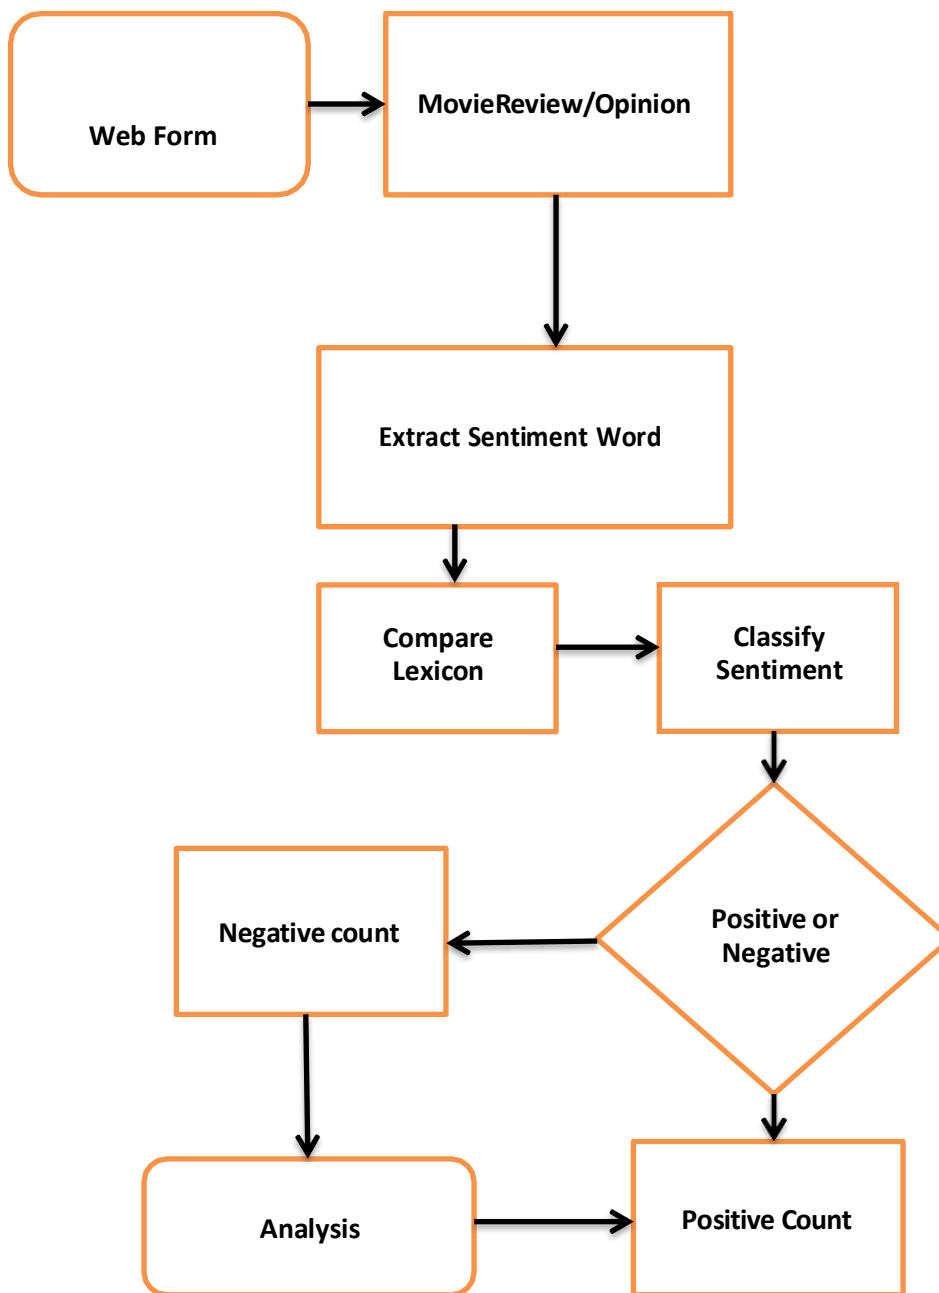 Web Form
MovieReview/Opinion
Extract Sentiment Word
Compare
Lexicon
Classify
Sentiment
Positive or
Negative
Negative count
Analysis
Positive Count